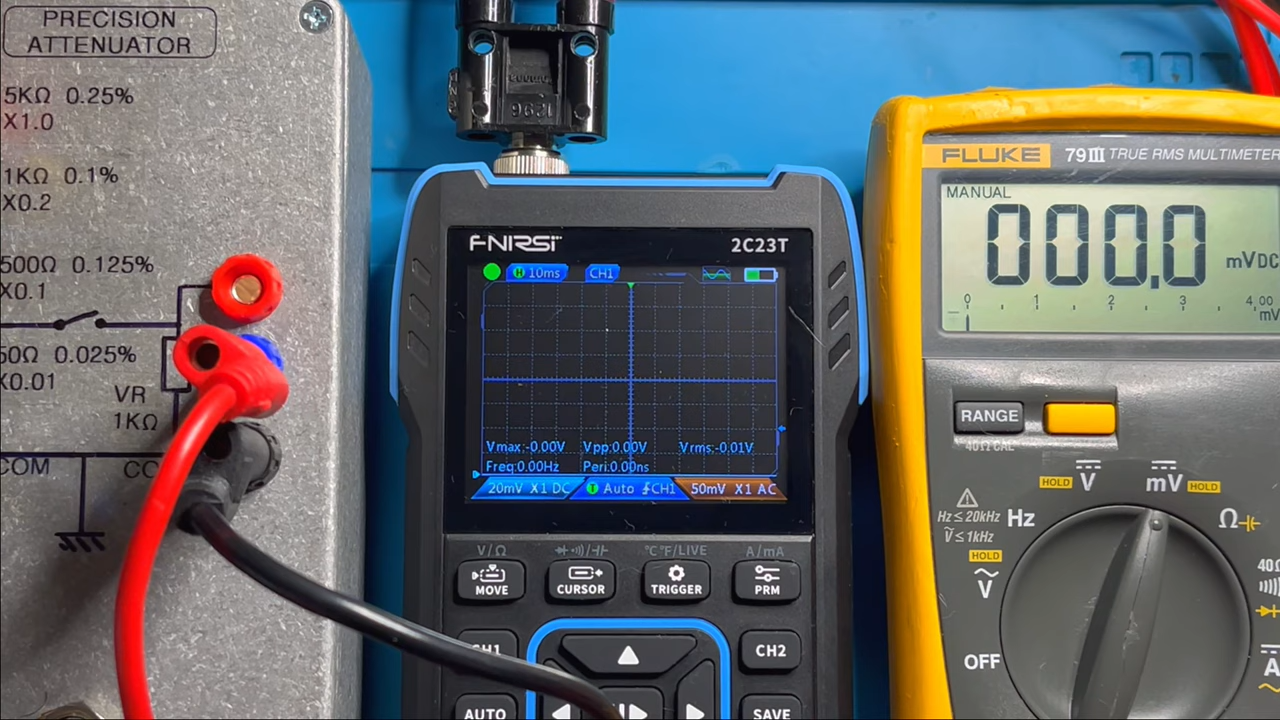 PRECISION
ATTENUATOR
5KΩ 0.25%
X1.0
1KΩ 0.1%
X0.2
500Ω 0.125%
X0.1
50Ω 0.025%
X0.01
VR
1KΩ
COM
CO
9621
FNIRSI
2C23T
H 10ms
CH1
Vmax:-0.00V Vpp:0.00V Vrms:-0.01V
Freq:0.00Hz Peri:0.00ns
20mV X1 DC
T Auto CH1
50mV X1 AC
V/Ω
°C°F/LIVE
A/mA
MOVE
CURSOR
TRIGGER
PRM
CH1
CH2
AUTO
SAVE
FLUKE
79III TRUE RMS MULTIMETER
MANUAL
000.0 mVDC
0 1 2 3 400
mV
RANGE
40Ω CAL
HOLD V
mV HOLD
Hz≤20kHz
V≤1kHz
Hz
Ω
HOLD
V
40Ω
OFF
A